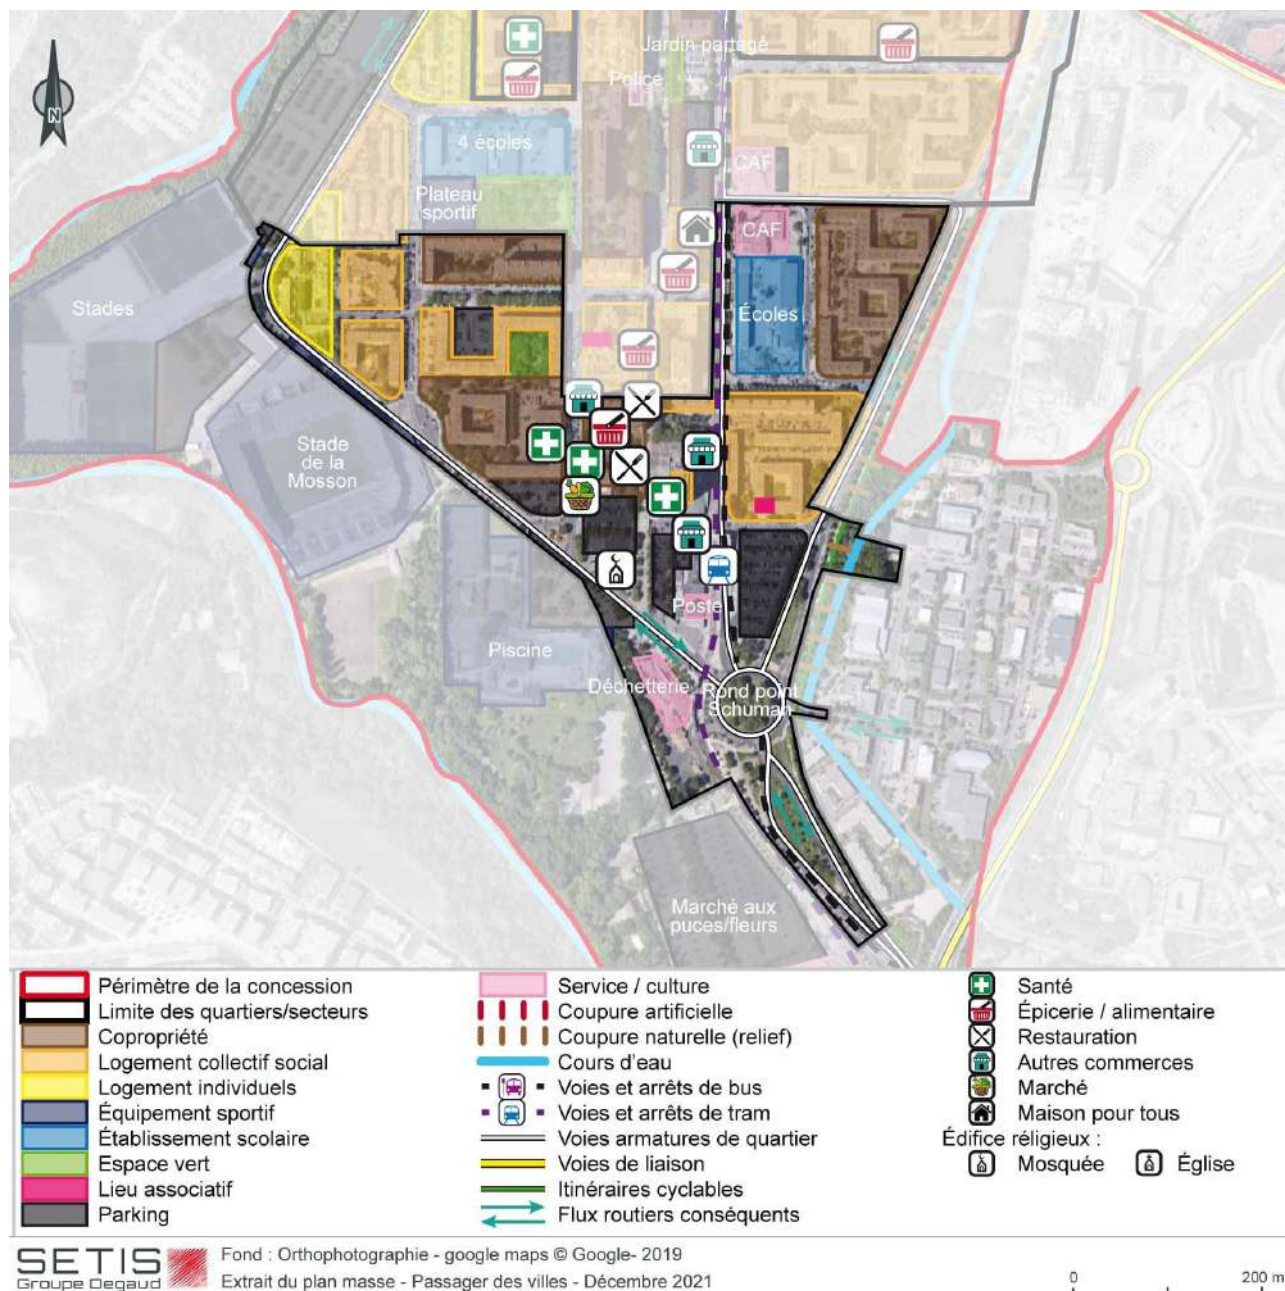 N
Jardin partagé
Police
4 écoles
CAF
Plateau
sportif
CAF
Stades
Écoles
Stade
de la
Mosson
Poste
Piscine
Déchetterie
Rond point
Schuman
Marché aux
puces/fleurs
Périmètre de la concession
Limite des quartiers/secteurs
Copropriété
Logement collectif social
Logement individuels
Équipement sportif
Établissement scolaire
Espace vert
Lieu associatif
Parking
Service / culture
Coupure artificielle
Coupure naturelle (relief)
Cours d'eau
Voies et arrêts de bus
Voies et arrêts de tram
Voies armatures de quartier
Voies de liaison
Itinéraires cyclables
Flux routiers conséquents
Santé
Épicerie / alimentaire
Restauration
Autres commerces
Marché
Maison pour tous
Édifice réligieux :
Mosquée
Église
SETIS
Groupe Degaud
Fond : Orthophotographie - google maps © Google- 2019
Extrait du plan masse - Passager des villes - Décembre 2021
0
200 m